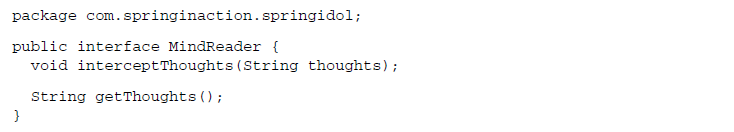 package com.springinaction.springidol;
public interface MindReader {
void interceptThoughts(String thoughts);
String getThoughts();
}